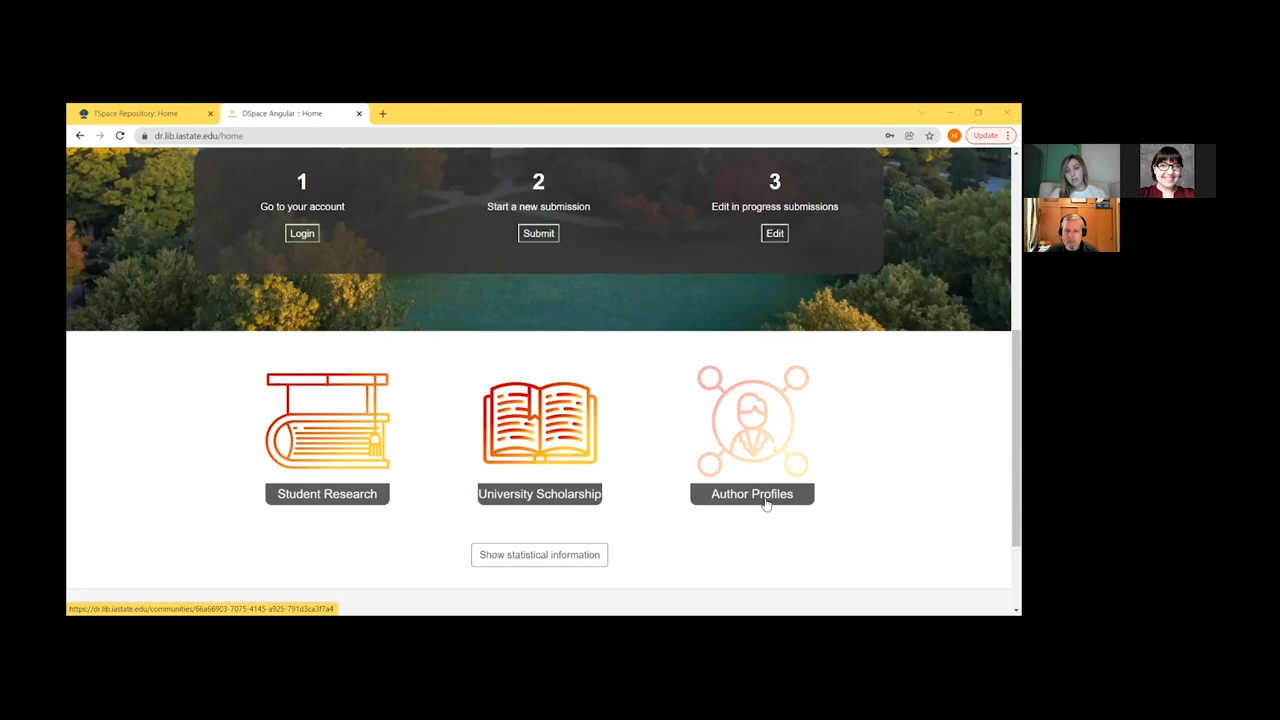 TSpace Repository: Home
DSpace Angular :: Home
dr.lib.iastate.edu/home
H
Update
1
2
3
Go to your account
Start a new submission
Edit in progress submissions
Login
Submit
Edit
Student Research
University Scholarship
Author Profiles
Show statistical information
https://dr.lib.iastate.edu/communities/66a66903-7075-4145-a925-791d3ca3f7a4